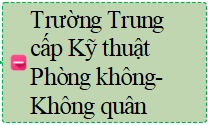 Trường Trung
cấp Kỹ thuật
Phòng không-
Không quân